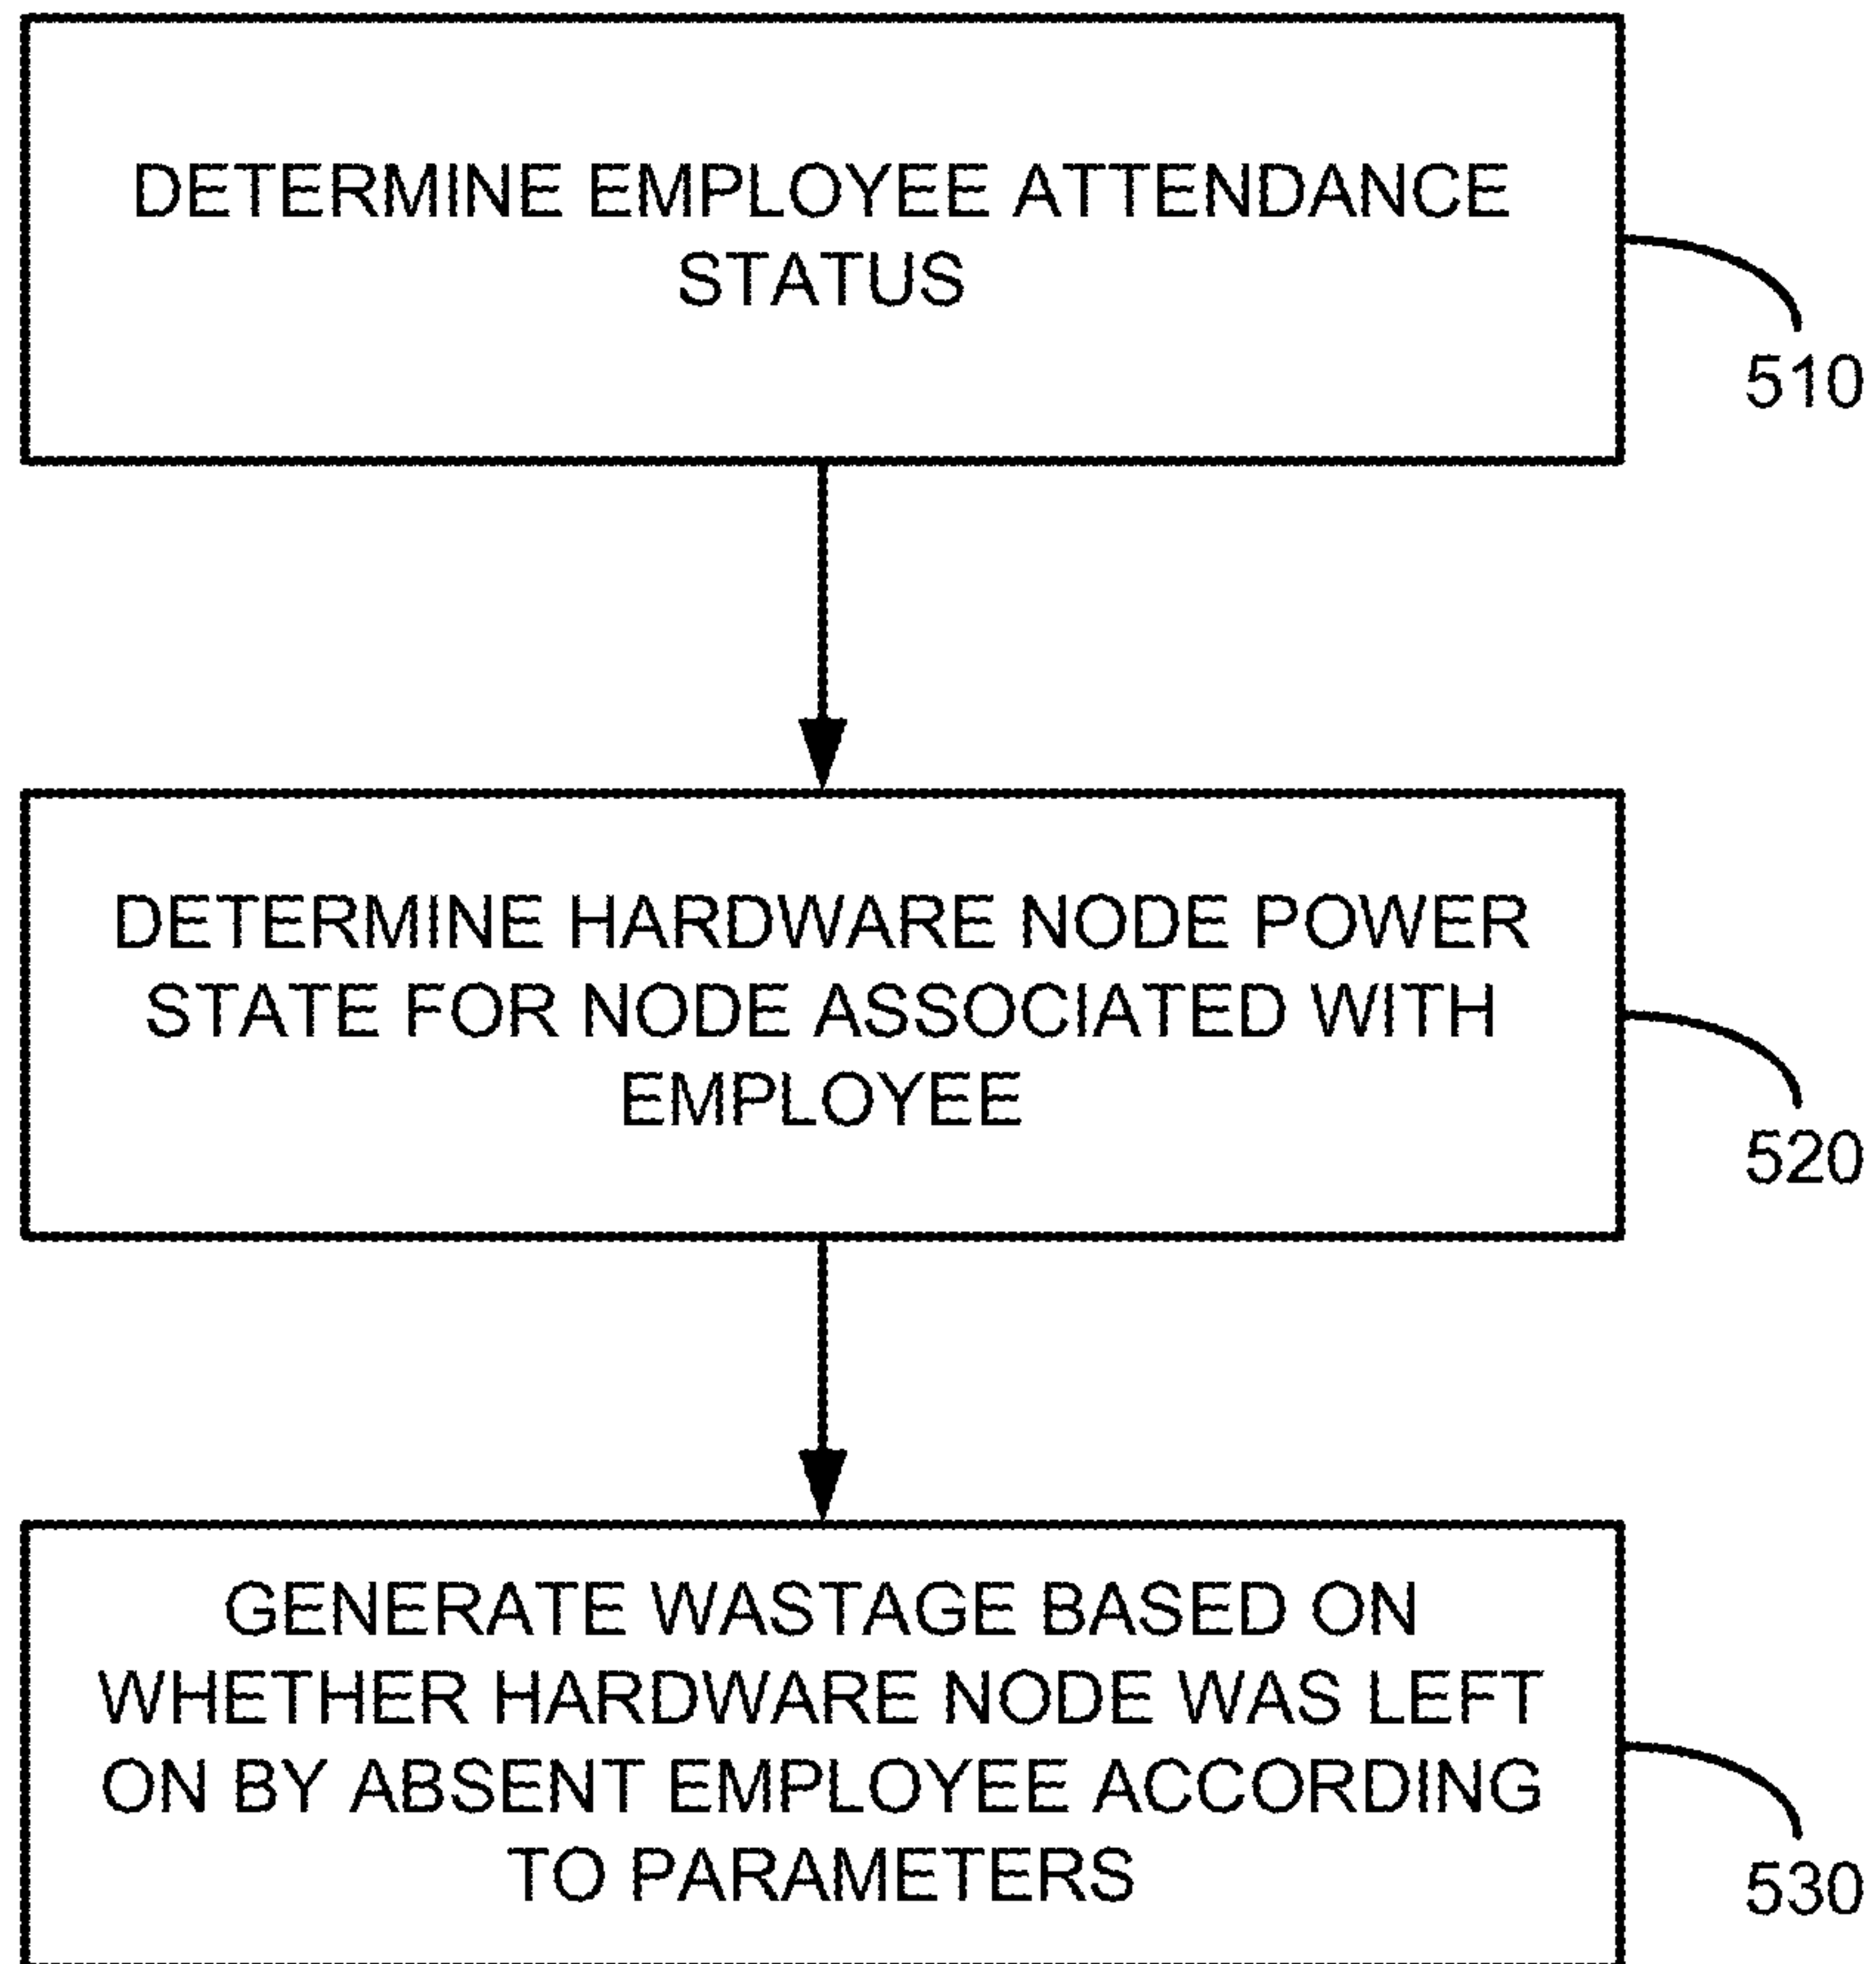 DETERMINE EMPLOYEE ATTENDANCE
STATUS
510
DETERMINE HARDWARE NODE POWER
STATE FOR NODE ASSOCIATED WITH
EMPLOYEE
520
GENERATE WASTAGE BASED ON
WHETHER HARDWARE NODE WAS LEFT
ON BY ABSENT EMPLOYEE ACCORDING
TO PARAMETERS
530